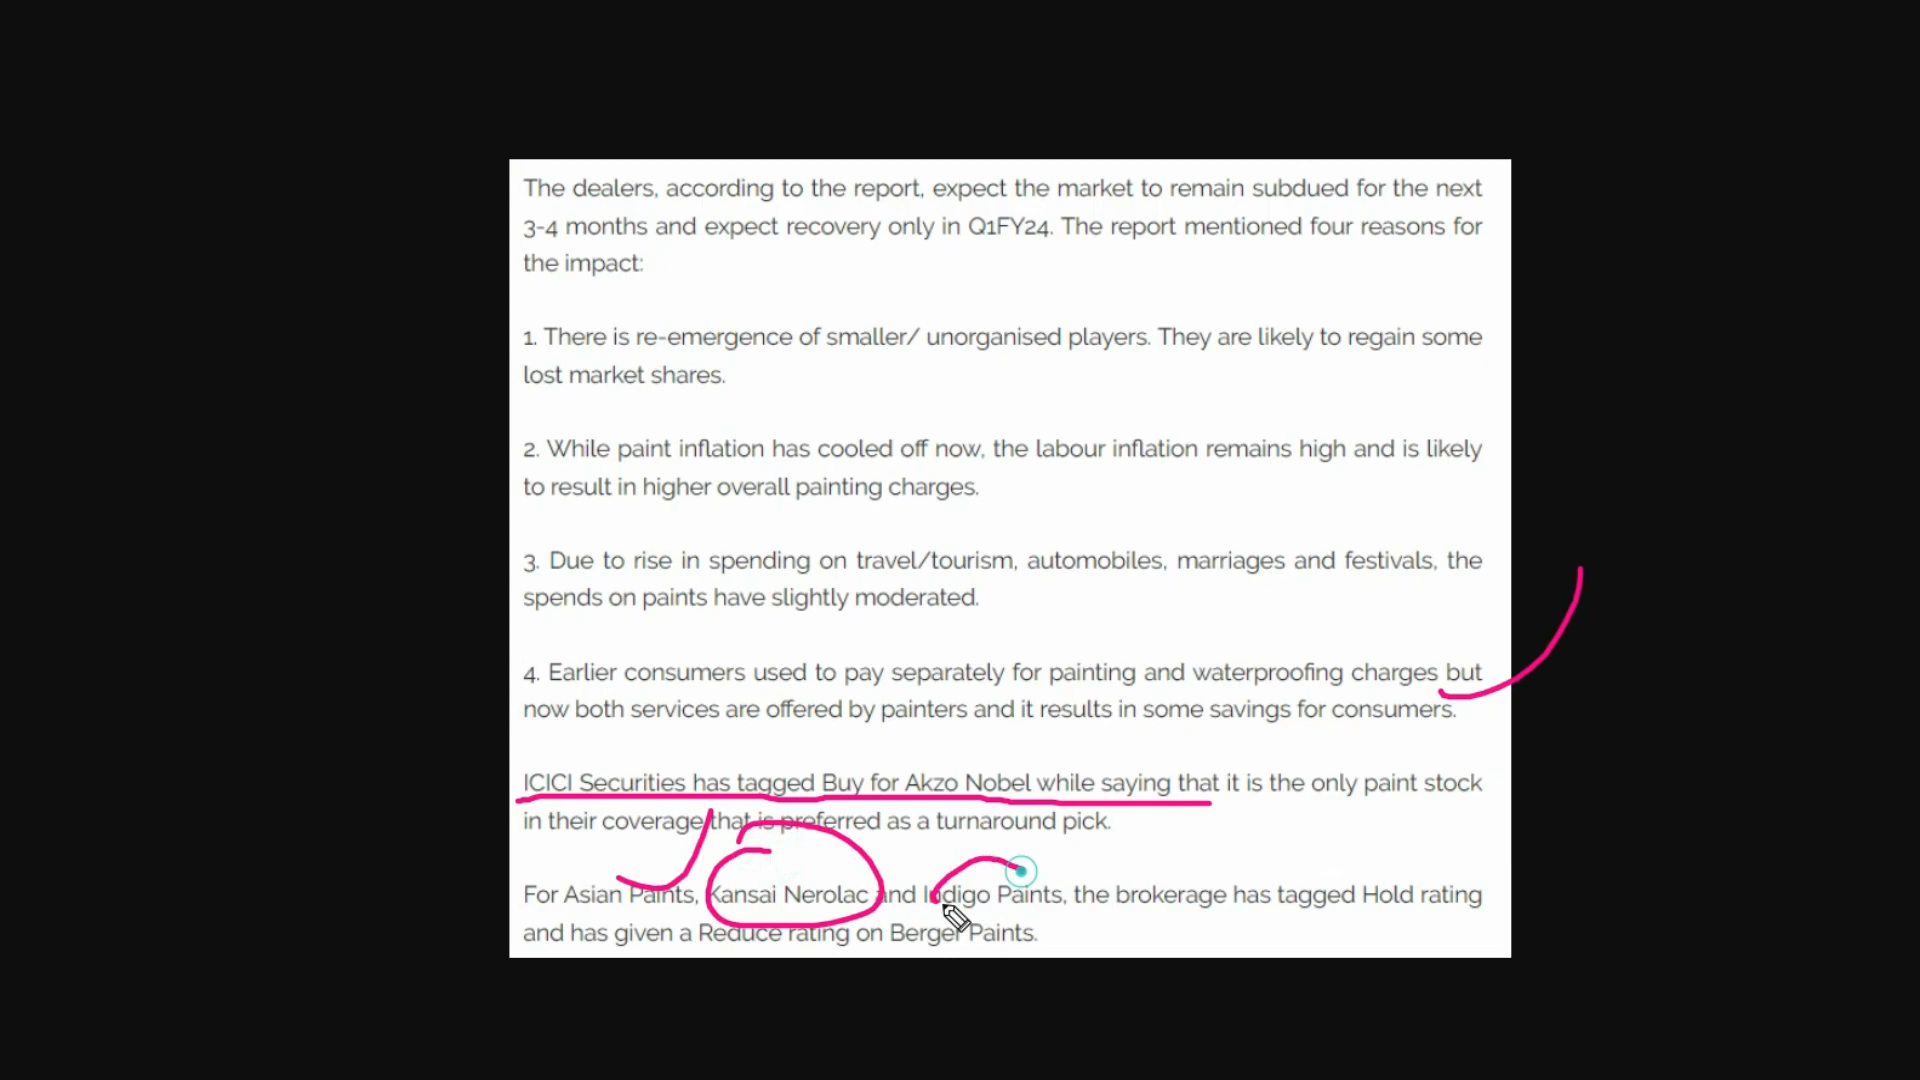 The dealers, according to the report, expect the market to remain subdued for the next
3-4 months and expect recovery only in Q1FY24. The report mentioned four reasons for
the impact:
1. There is re-emergence of smaller/ unorganised players. They are likely to regain some
lost market shares.
2. While paint inflation has cooled off now, the labour inflation remains high and is likely
to result in higher overall painting charges.
3. Due to rise in spending on travel/tourism, automobiles, marriages and festivals, the
spends on paints have slightly moderated.
4. Earlier consumers used to pay separately for painting and waterproofing charges but
now both services are offered by painters and it results in some savings for consumers.
ICICI Securities has tagged Buy for Akzo Nobel while saying that it is the only paint stock
in their coverage that is preferred as a turnaround pick.
For Asian Paints, Kansai Nerolac and Indigo Paints, the brokerage has tagged Hold rating
and has given a Reduce rating on Berger Paints.